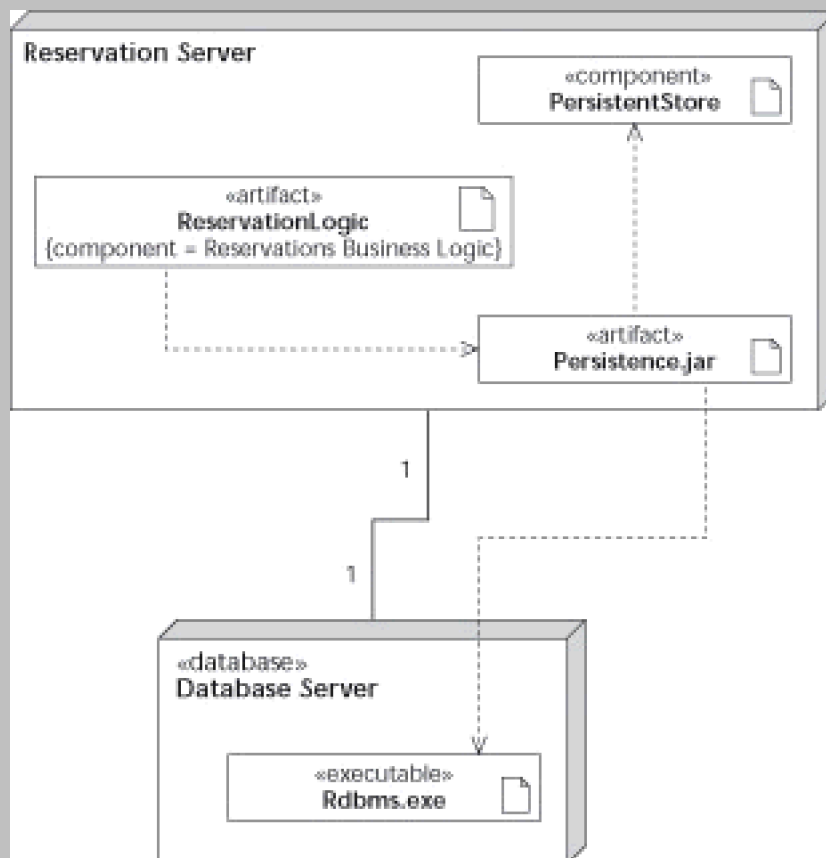 Reservation Server
«component»
PersistentStore
«artifact»
ReservationLogic
{component = Reservations Business Logic}
«artifact»
Persistence.jar
1
1
«database»
Database Server
«executable»
Rdbms.exe